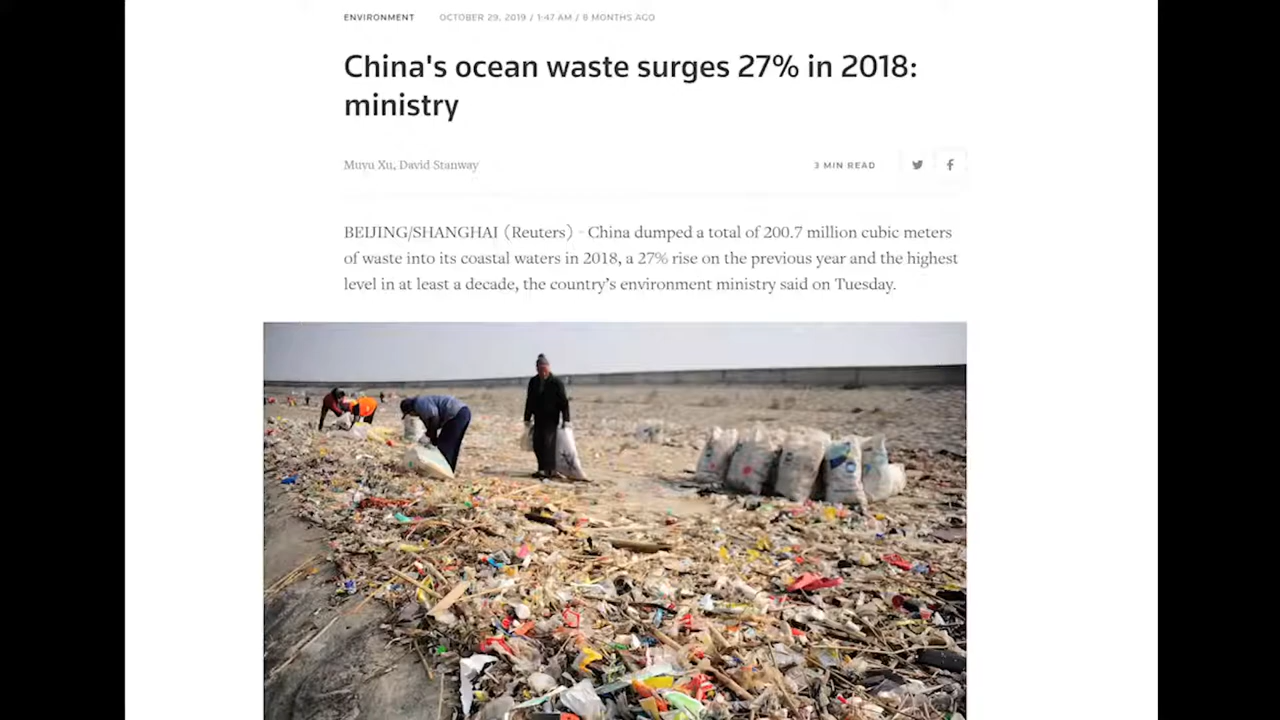 ENVIRONMENT OCTOBER 29, 2019 / 1:47 AM / 8 MONTHS AGO
China's ocean waste surges 27% in 2018:
ministry
Muyu Xu, David Stanway
3 MIN READ
BEIJING/SHANGHAI (Reuters) - China dumped a total of 200.7 million cubic meters
of waste into its coastal waters in 2018, a 27% rise on the previous year and the highest
level in at least a decade, the country’s environment ministry said on Tuesday.